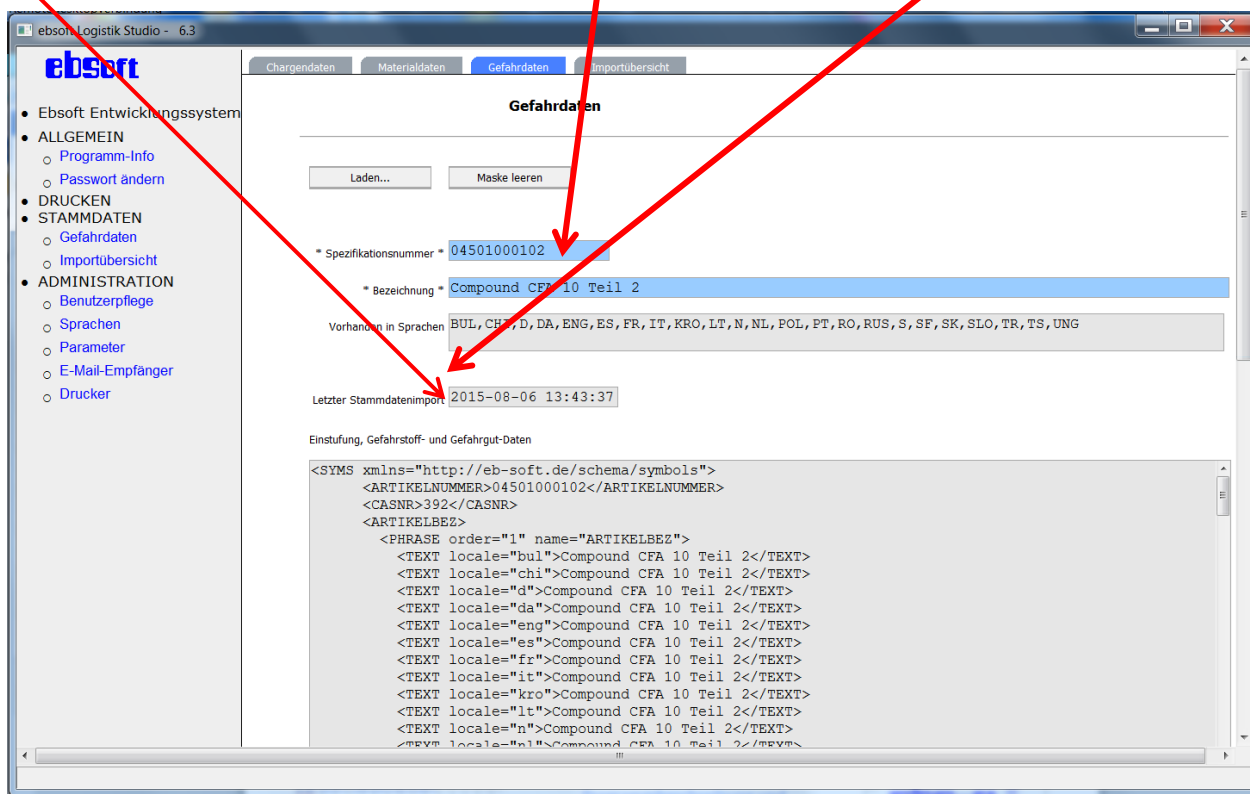 ebsoft Logistik Studio - 6.3
ebsoft
Ebsoft Entwicklungssystem
ALLGEMEIN
Programm-Info
Passwort ändern
DRUCKEN
STAMMDATEN
Gefahrdaten
Importübersicht
ADMINISTRATION
Benutzerpflege
Sprachen
Parameter
E-Mail-Empfänger
Drucker
Chargendaten Materialdaten Gefahrdaten Importübersicht
Gefahrdaten
Laden... Maske leeren
* Spezifikationsnummer * 04501000102
* Bezeichnung * Compound CFA 10 Teil 2
Vorhanden in Sprachen BUL,CHI,D,DA,ENG,ES,FR,IT,KRO,LT,N,NL,POL,PT,RO,RUS,S,SF,SK,SLO,TR,TS,UNG
Letzter Stammdatenimport 2015-08-06 13:43:37
Einstufung, Gefahrstoff- und Gefahrgut-Daten
<SYMS xmlns="http://eb-soft.de/schema/symbols">
<ARTIKELNUMMER>04501000102</ARTIKELNUMMER>
<CASNR>392</CASNR>
<ARTIKELBEZ>
<PHRASE order="1" name="ARTIKELBEZ">
<TEXT locale="bul">Compound CFA 10 Teil 2</TEXT>
<TEXT locale="chi">Compound CFA 10 Teil 2</TEXT>
<TEXT locale="d">Compound CFA 10 Teil 2</TEXT>
<TEXT locale="da">Compound CFA 10 Teil 2</TEXT>
<TEXT locale="eng">Compound CFA 10 Teil 2</TEXT>
<TEXT locale="es">Compound CFA 10 Teil 2</TEXT>
<TEXT locale="fr">Compound CFA 10 Teil 2</TEXT>
<TEXT locale="it">Compound CFA 10 Teil 2</TEXT>
<TEXT locale="kro">Compound CFA 10 Teil 2</TEXT>
<TEXT locale="lt">Compound CFA 10 Teil 2</TEXT>
<TEXT locale="n">Compound CFA 10 Teil 2</TEXT>
<TEXT locale="nl">Compound CFA 10 Teil 2</TEXT>